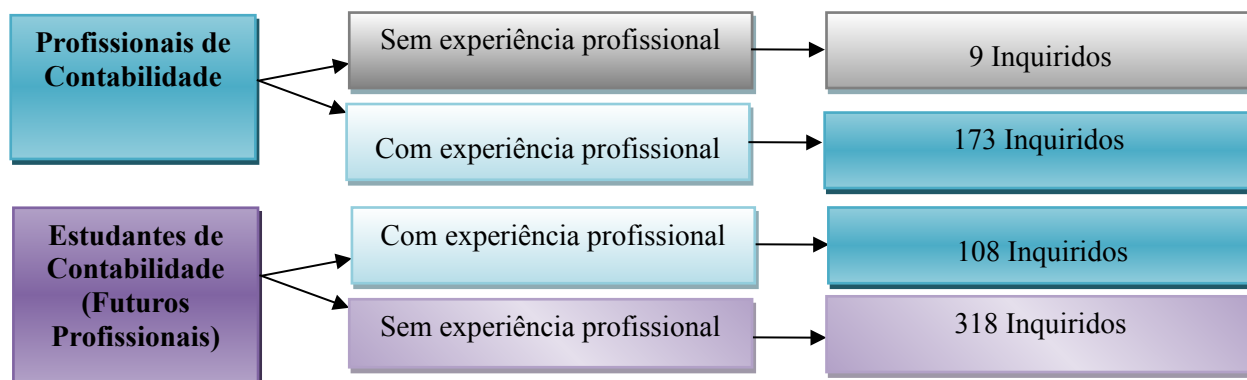 Profissionais de
Contabilidade
Sem experiência profissional
9 Inquiridos
Com experiência profissional
173 Inquiridos
Estudantes de
Contabilidade
(Futuros
Profissionais)
Com experiência profissional
108 Inquiridos
Sem experiência profissional
318 Inquiridos